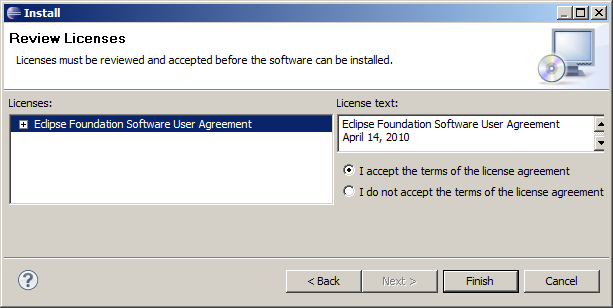 Install
Review Licenses
Licenses must be reviewed and accepted before the software can be installed.
Licenses:
Eclipse Foundation Software User Agreement
License text:
Eclipse Foundation Software User Agreement
April 14, 2010
I accept the terms of the license agreement
I do not accept the terms of the license agreement
?
< Back
Next >
Finish
Cancel